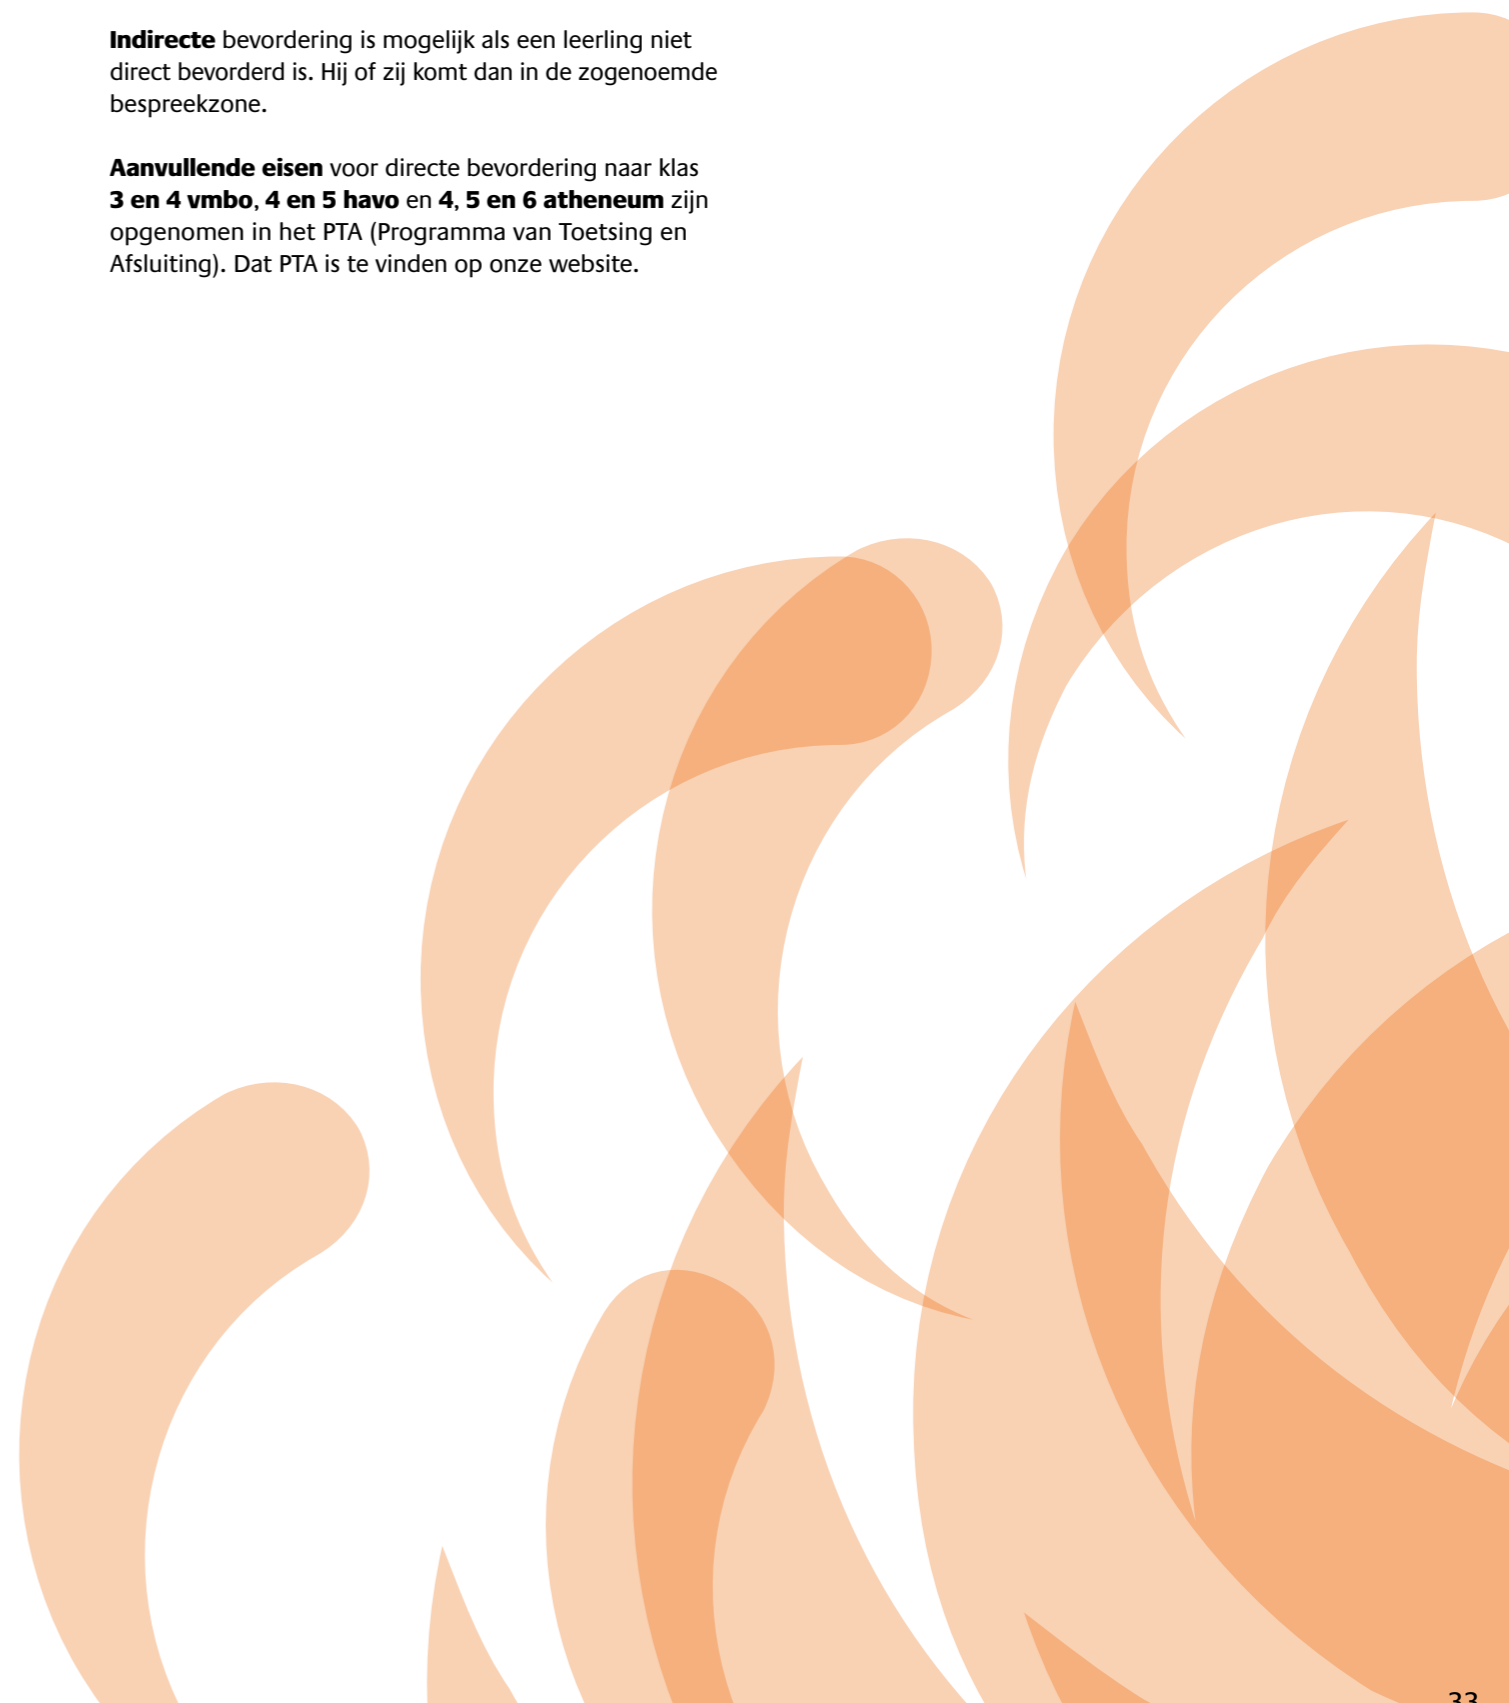 Indirecte bevordering is mogelijk als een leerling niet
direct bevorderd is. Hij of zij komt dan in de zogenoemde
bespreekzone.
Aanvullende eisen voor directe bevordering naar klas
3 en 4 vmbo, 4 en 5 havo en 4, 5 en 6 atheneum zijn
opgenomen in het PTA (Programma van Toetsing en
Afsluiting). Dat PTA is te vinden op onze website.
33